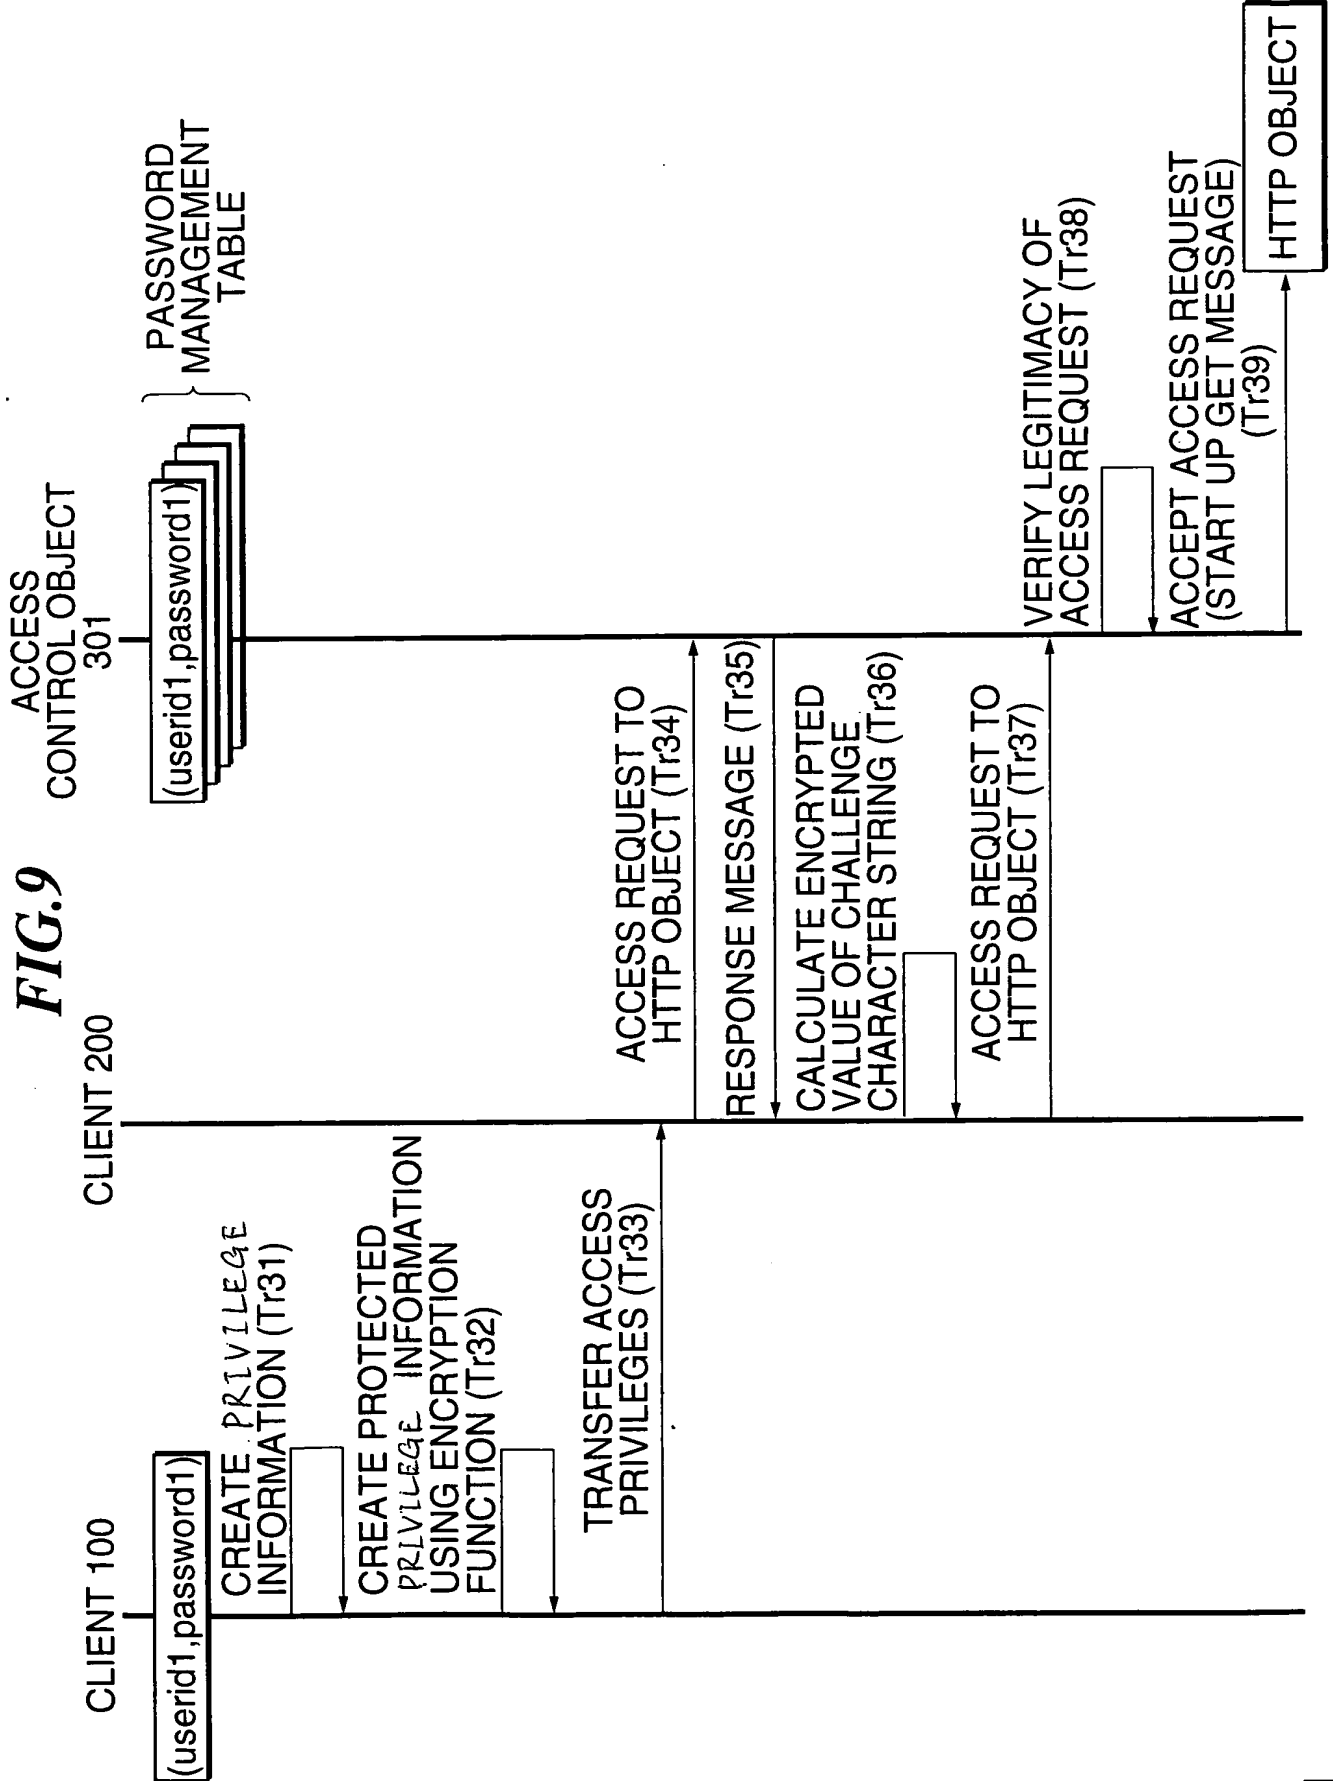 FIG.9
CLIENT 100
(userid1,password1)
CREATE PRIVILEGE
INFORMATION (Tr31)
CREATE PROTECTED
PRIVILEGE INFORMATION
USING ENCRYPTION
FUNCTION (Tr32)
TRANSFER ACCESS
PRIVILEGES (Tr33)
CLIENT 200
ACCESS REQUEST TO
HTTP OBJECT (Tr34)
RESPONSE MESSAGE (Tr35)
CALCULATE ENCRYPTED
VALUE OF CHALLENGE
CHARACTER STRING (Tr36)
ACCESS REQUEST TO
HTTP OBJECT (Tr37)
ACCESS
CONTROL OBJECT
301
(userid1,password1)
PASSWORD
MANAGEMENT
TABLE
VERIFY LEGITIMACY OF
ACCESS REQUEST (Tr38)
ACCEPT ACCESS REQUEST
(START UP GET MESSAGE)
(Tr39)
HTTP OBJECT